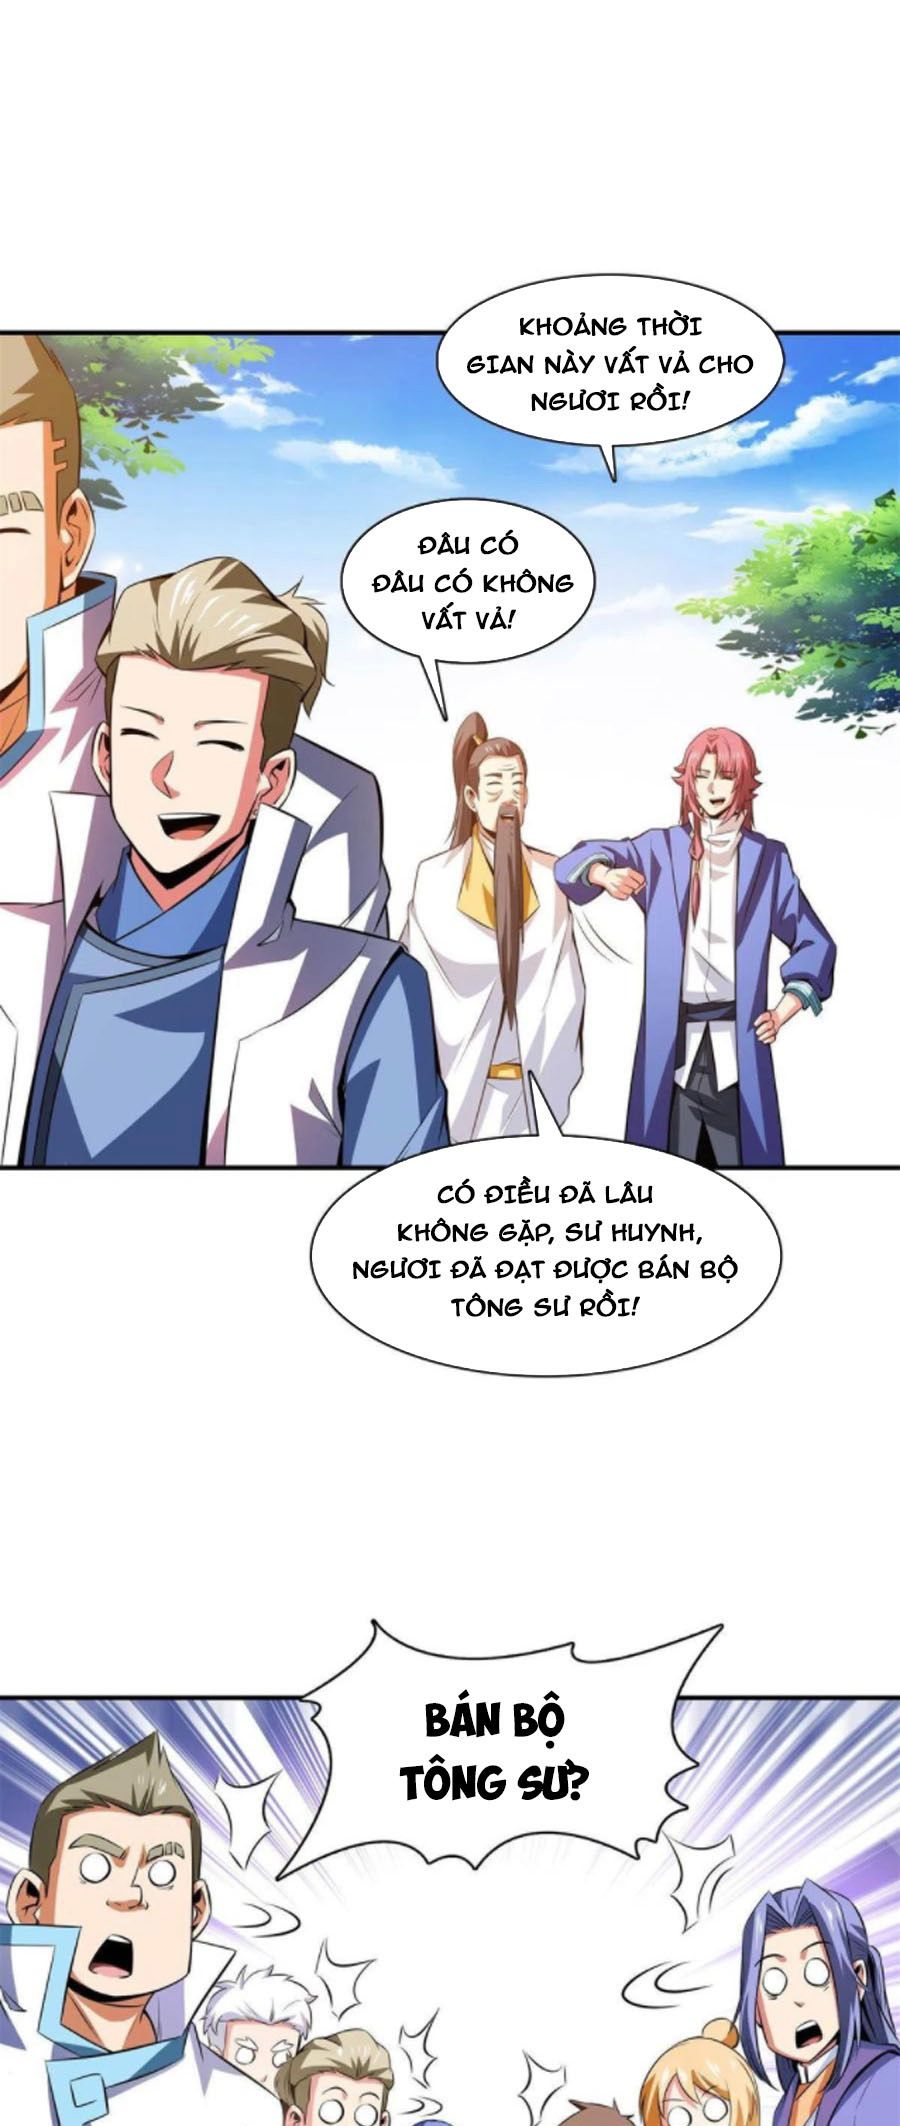 KHOẢNG THỜI
GIAN NÀY VẤT VẢ CHO
NGƯƠI RỒI!
ĐÂU CÓ
ĐÂU CÓ KHÔNG
VẤT VẢ!
CÓ ĐIỀU ĐÃ LÂU
KHÔNG GẶP, SƯ HUYNH,
NGƯƠI ĐÃ ĐẠT ĐƯỢC BÁN BỘ
TÔNG SƯ RỒI!
BÁN BỘ
TÔNG SƯ?